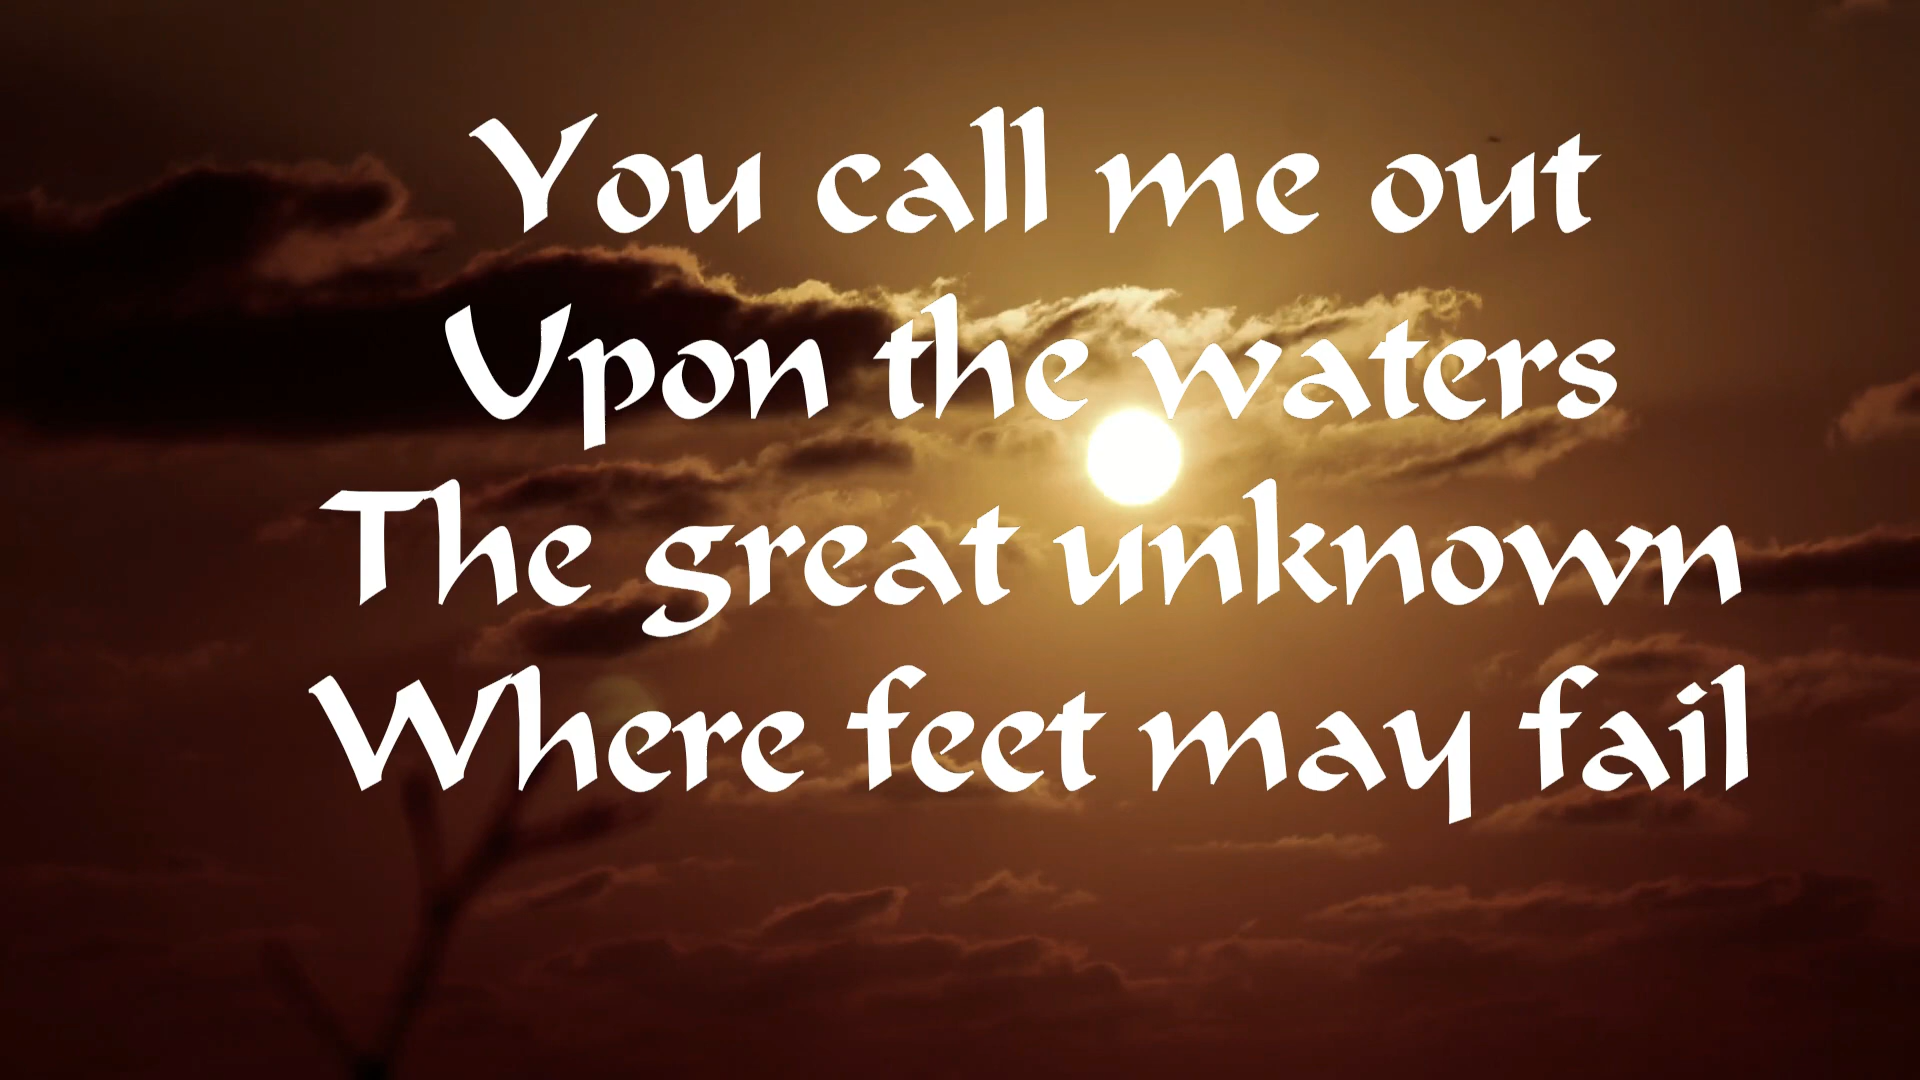 You call me out
Upon the waters
The great unknown
Where feet may fail